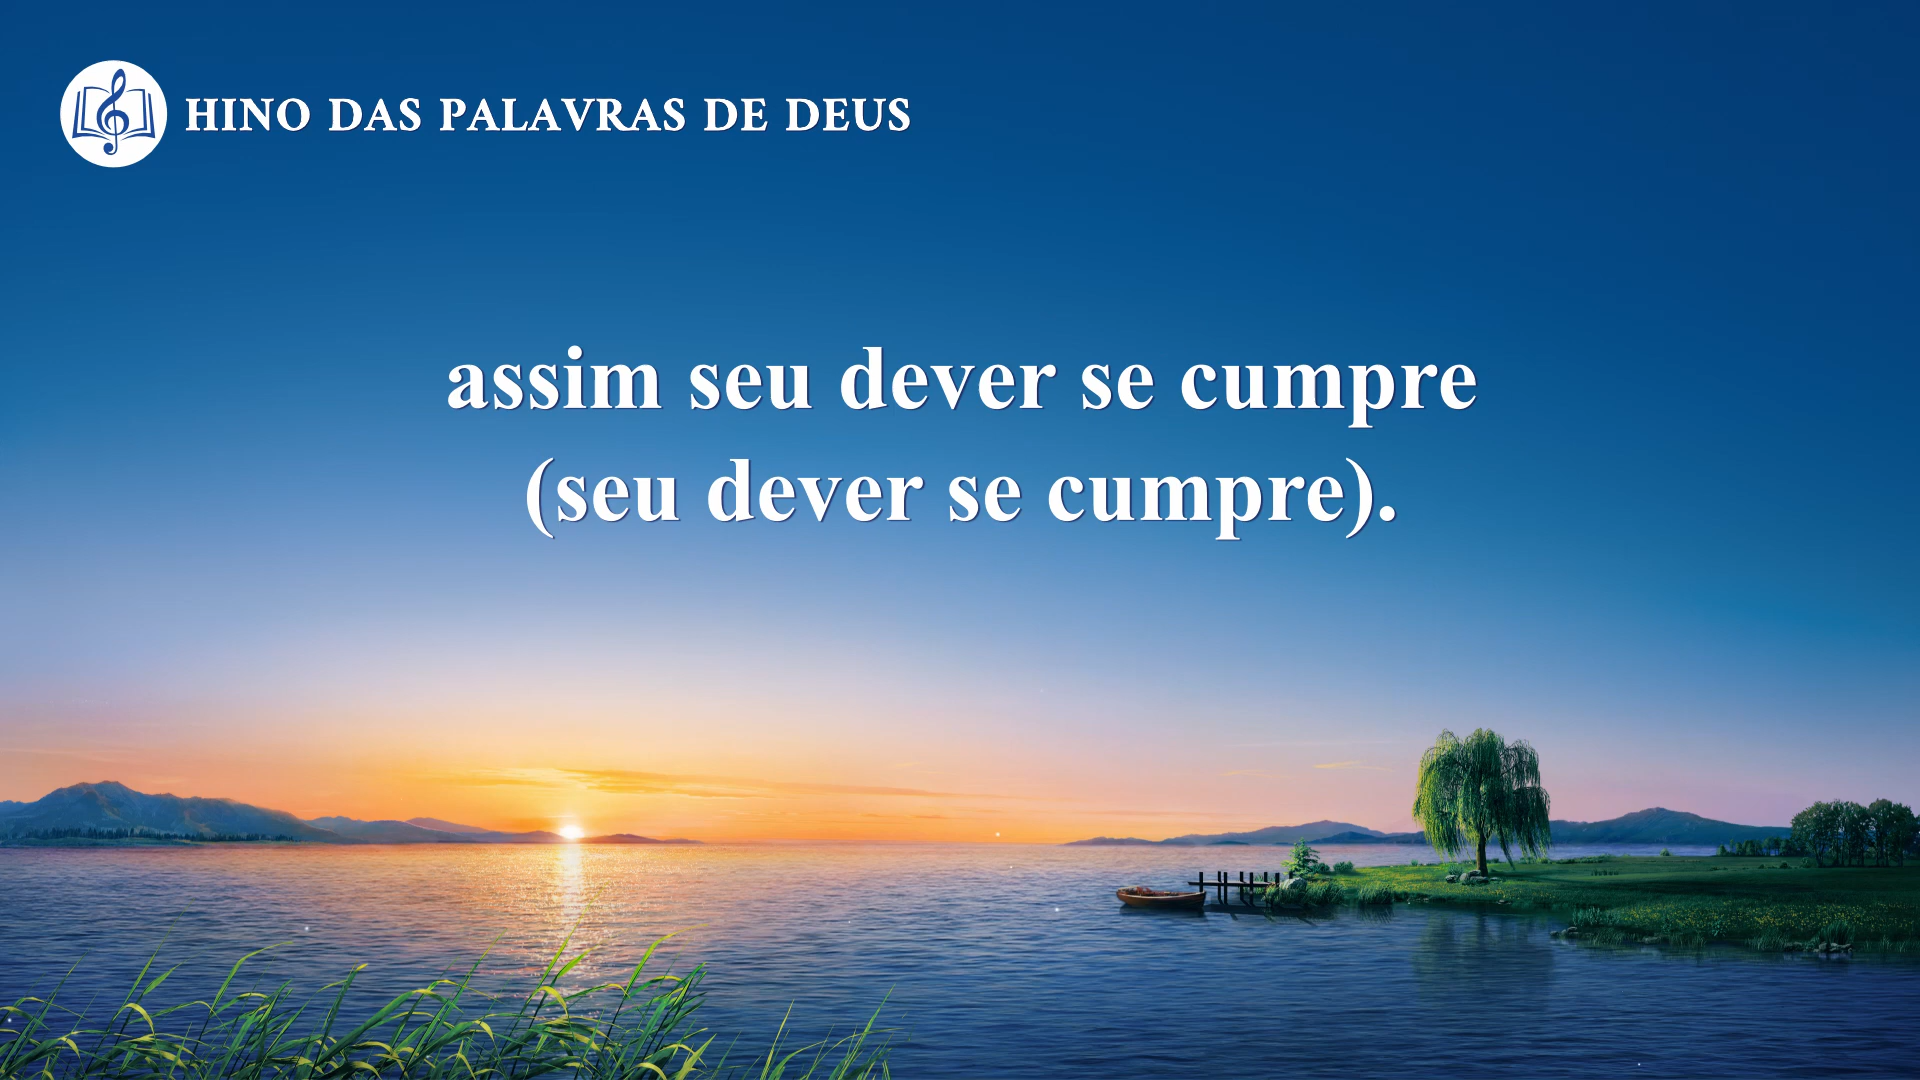 HINO DAS PALAVRAS DE DEUS
assim seu dever se cumpre
(seu dever se cumpre).